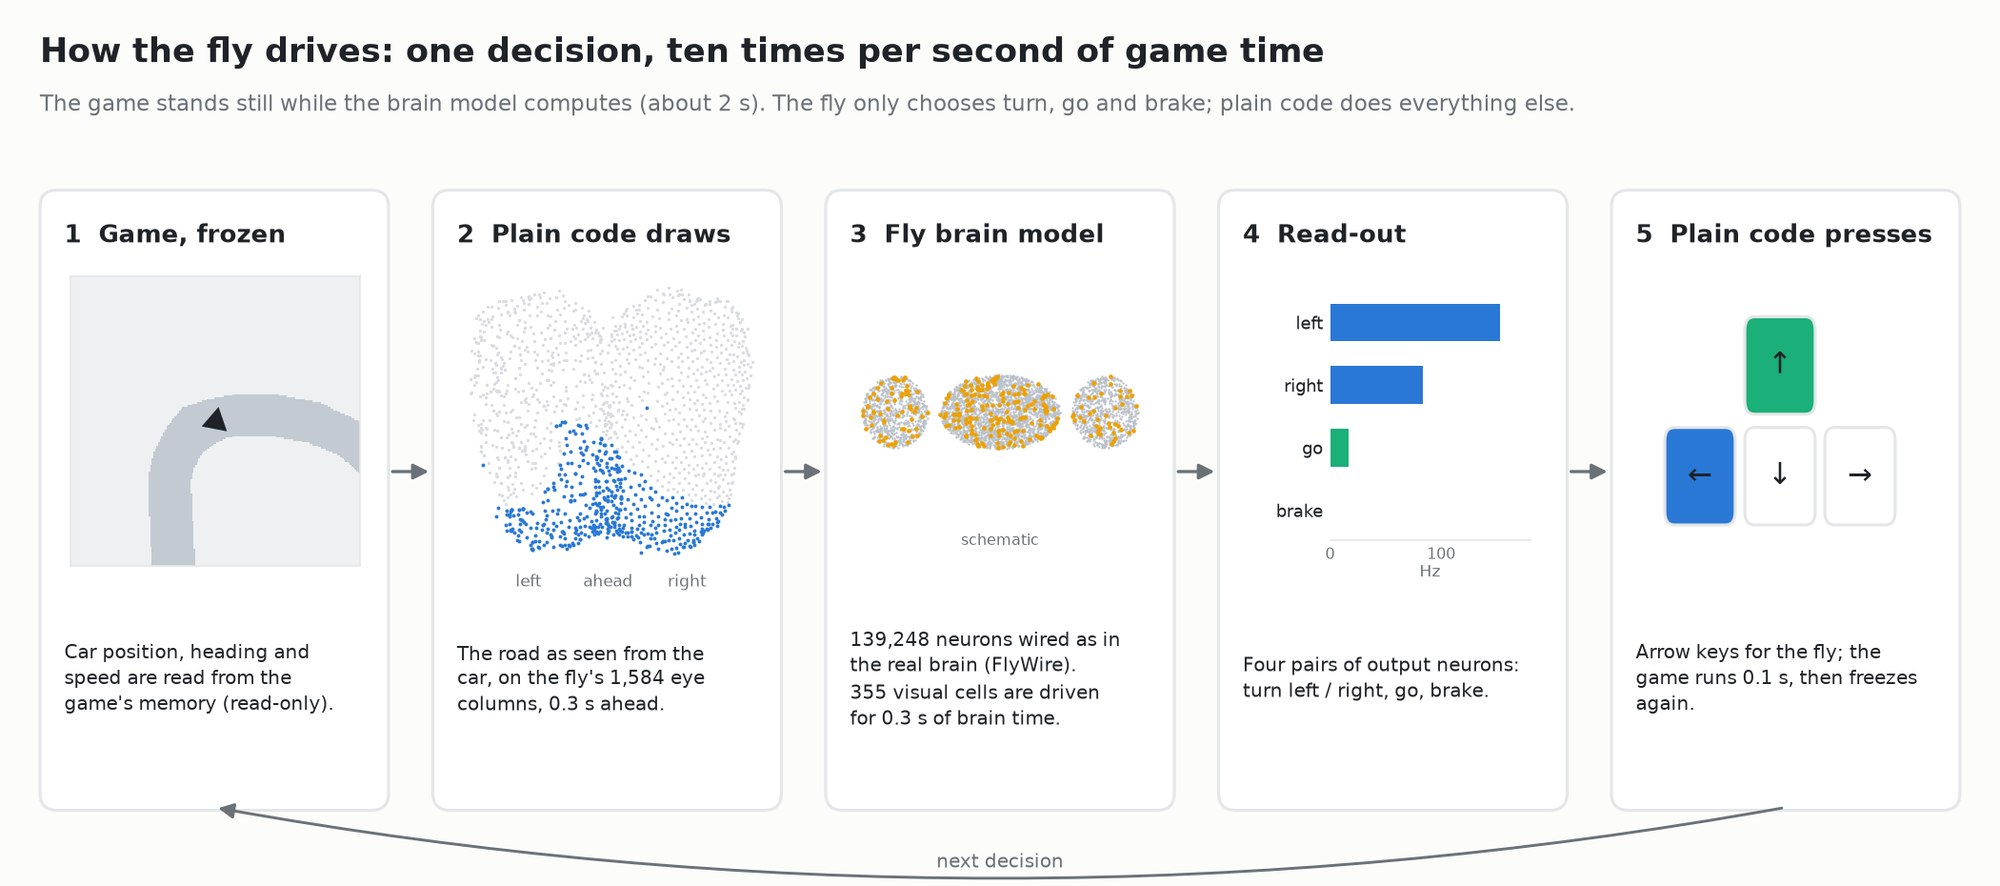 How the fly drives: one decision, ten times per second of game time
The game stands still while the brain model computes (about 2 s). The fly only chooses turn, go and brake; plain code does everything else.
1 Game, frozen
Car position, heading and
speed are read from the
game's memory (read-only).
2 Plain code draws
left ahead right
The road as seen from the
car, on the fly's 1,584 eye
columns, 0.3 s ahead.
3 Fly brain model
schematic
139,248 neurons wired as in
the real brain (FlyWire).
355 visual cells are driven
for 0.3 s of brain time.
4 Read-out
left
right
go
brake
0 100
Hz
Four pairs of output neurons:
turn left / right, go, brake.
5 Plain code presses
↑
← ↓ →
Arrow keys for the fly; the
game runs 0.1 s, then freezes
again.
next decision